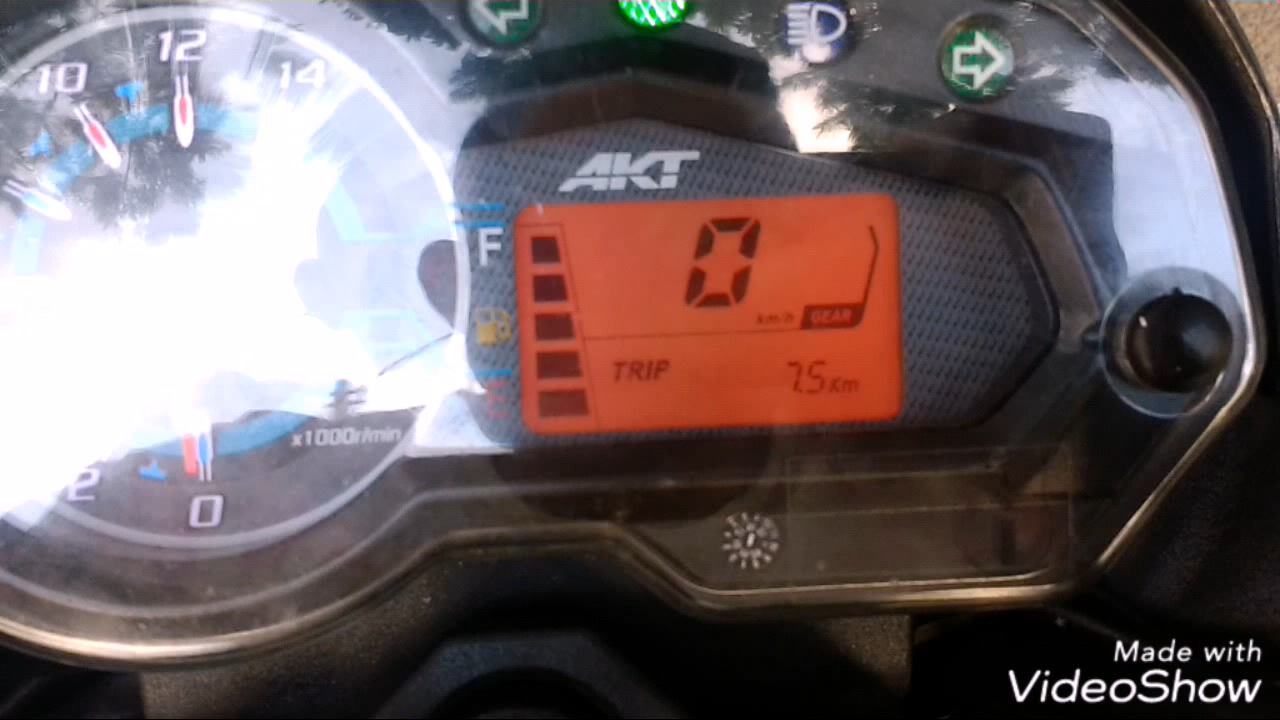 10
12
14
AKT
F
0
km/h
GEAR
TRIP
7.5 Km
x1000r/min
2
0
Made with
VideoShow